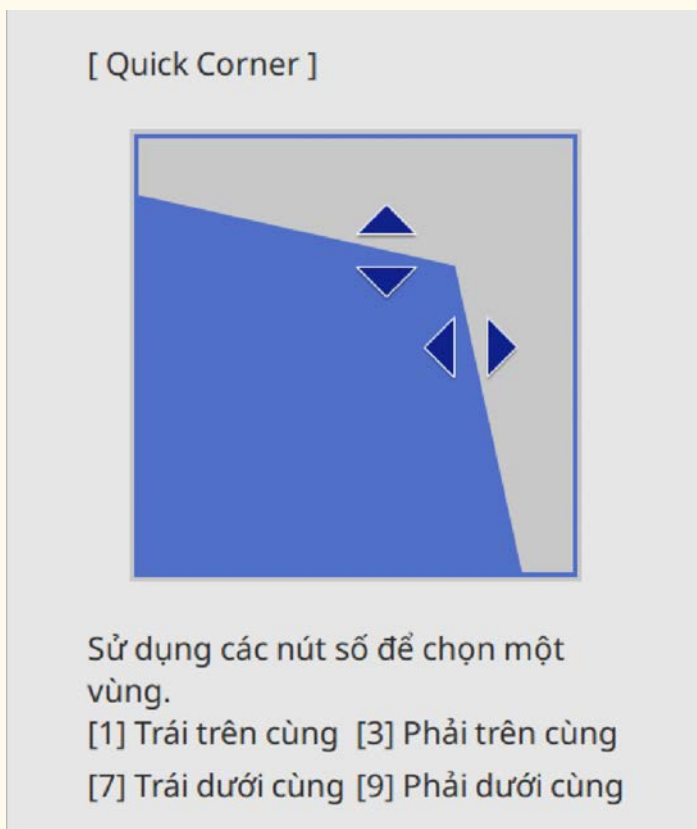 [ Quick Corner ]
Sử dụng các nút số để chọn một
vùng.
[1] Trái trên cùng [3] Phải trên cùng
[7] Trái dưới cùng [9] Phải dưới cùng